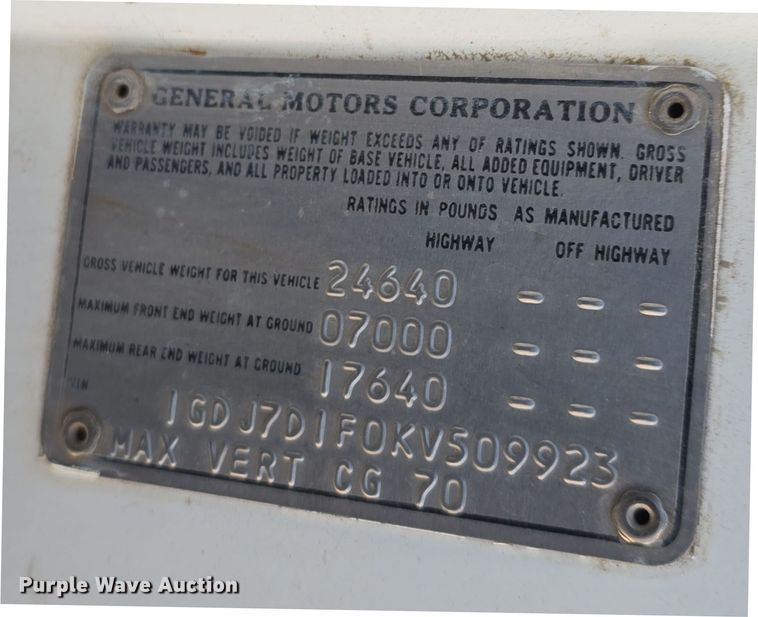 GENERAL MOTORS CORPORATION
WARRANTY MAY BE VOIDED IF WEIGHT EXCEEDS ANY OF RATINGS SHOWN. GROSS
VEHICLE WEIGHT INCLUDES WEIGHT OF BASE VEHICLE, ALL ADDED EQUIPMENT, DRIVER
AND PASSENGERS, AND ALL PROPERTY LOADED INTO OR ONTO VEHICLE.
RATINGS IN POUNDS AS MANUFACTURED
HIGHWAY OFF HIGHWAY
GROSS VEHICLE WEIGHT FOR THIS VEHICLE 24640 - - -
MAXIMUM FRONT END WEIGHT AT GROUND 07000 - - -
MAXIMUM REAR END WEIGHT AT GROUND 17640 - - -
VIN
1GDJ7D1F0KV509923
MAX VERT CG 70
Purple Wave Auction